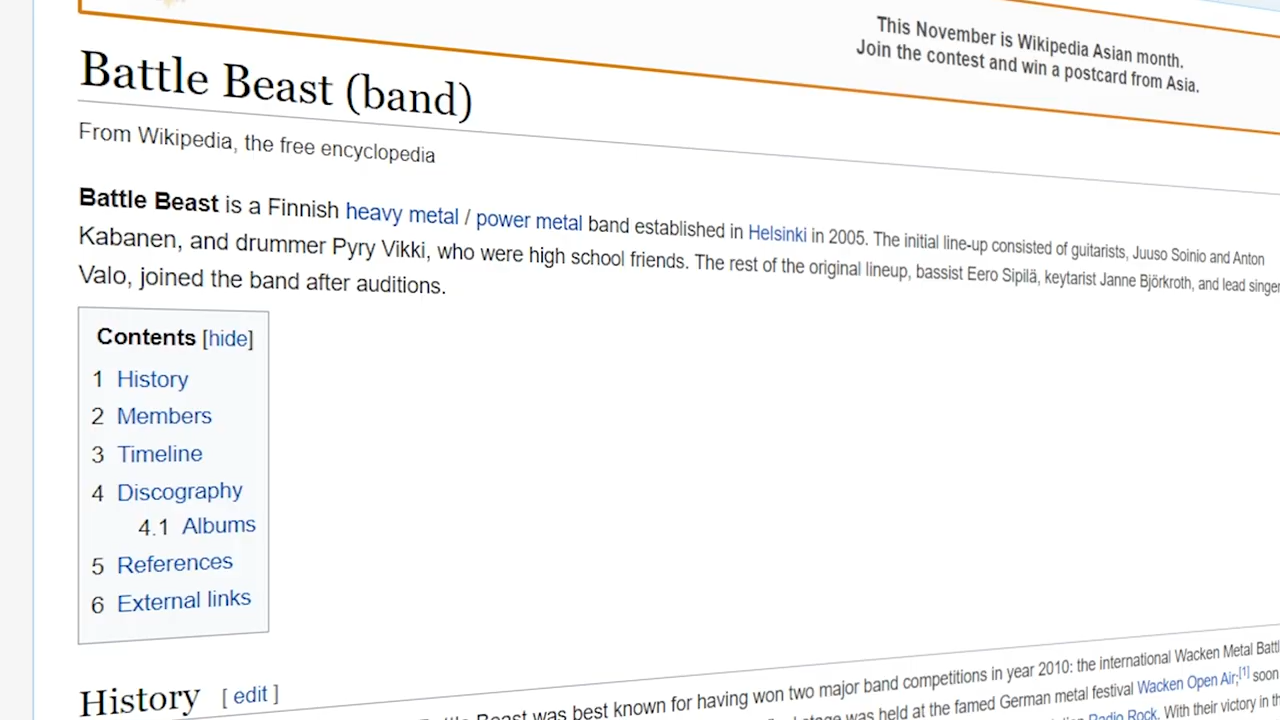 This November is Wikipedia Asian month.
Join the contest and win a postcard from Asia.
Battle Beast (band)
From Wikipedia, the free encyclopedia
Battle Beast is a Finnish heavy metal / power metal band established in Helsinki in 2005. The initial line-up consisted of guitarists, Juuso Soinio and Anton
Kabanen, and drummer Pyry Vikki, who were high school friends. The rest of the original lineup, bassist Eero Sipilä, keytarist Janne Björkroth, and lead singer
Valo, joined the band after auditions.
Contents [hide]
1 History
2 Members
3 Timeline
4 Discography
4.1 Albums
5 References
6 External links
History [ edit ]
Beast was best known for having won two major band competitions in year 2010: the international Wacken Metal
stage was held at the famed German metal festival Wacken Open Air;[1] soon
Radio Rock. With their victory in